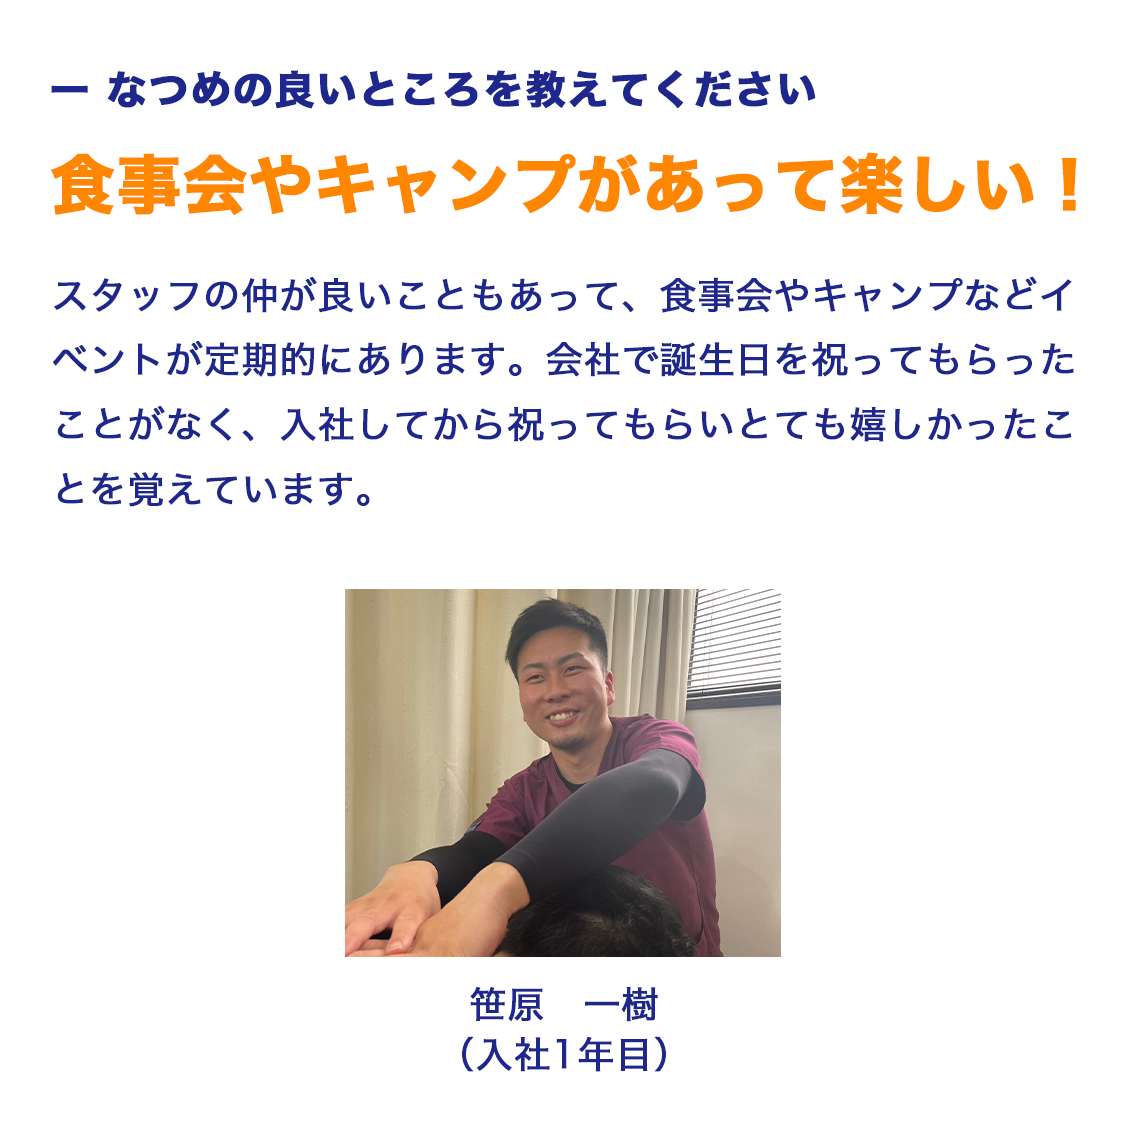 ー なつめの良いところを教えてください
食事会やキャンプがあって楽しい！
スタッフの仲が良いこともあって、食事会やキャンプなどイ
ベントが定期的にあります。会社で誕生日を祝ってもらった
ことがなく、入社してから祝ってもらいとても嬉しかったこ
とを覚えています。
笹原　一樹
（入社1年目）